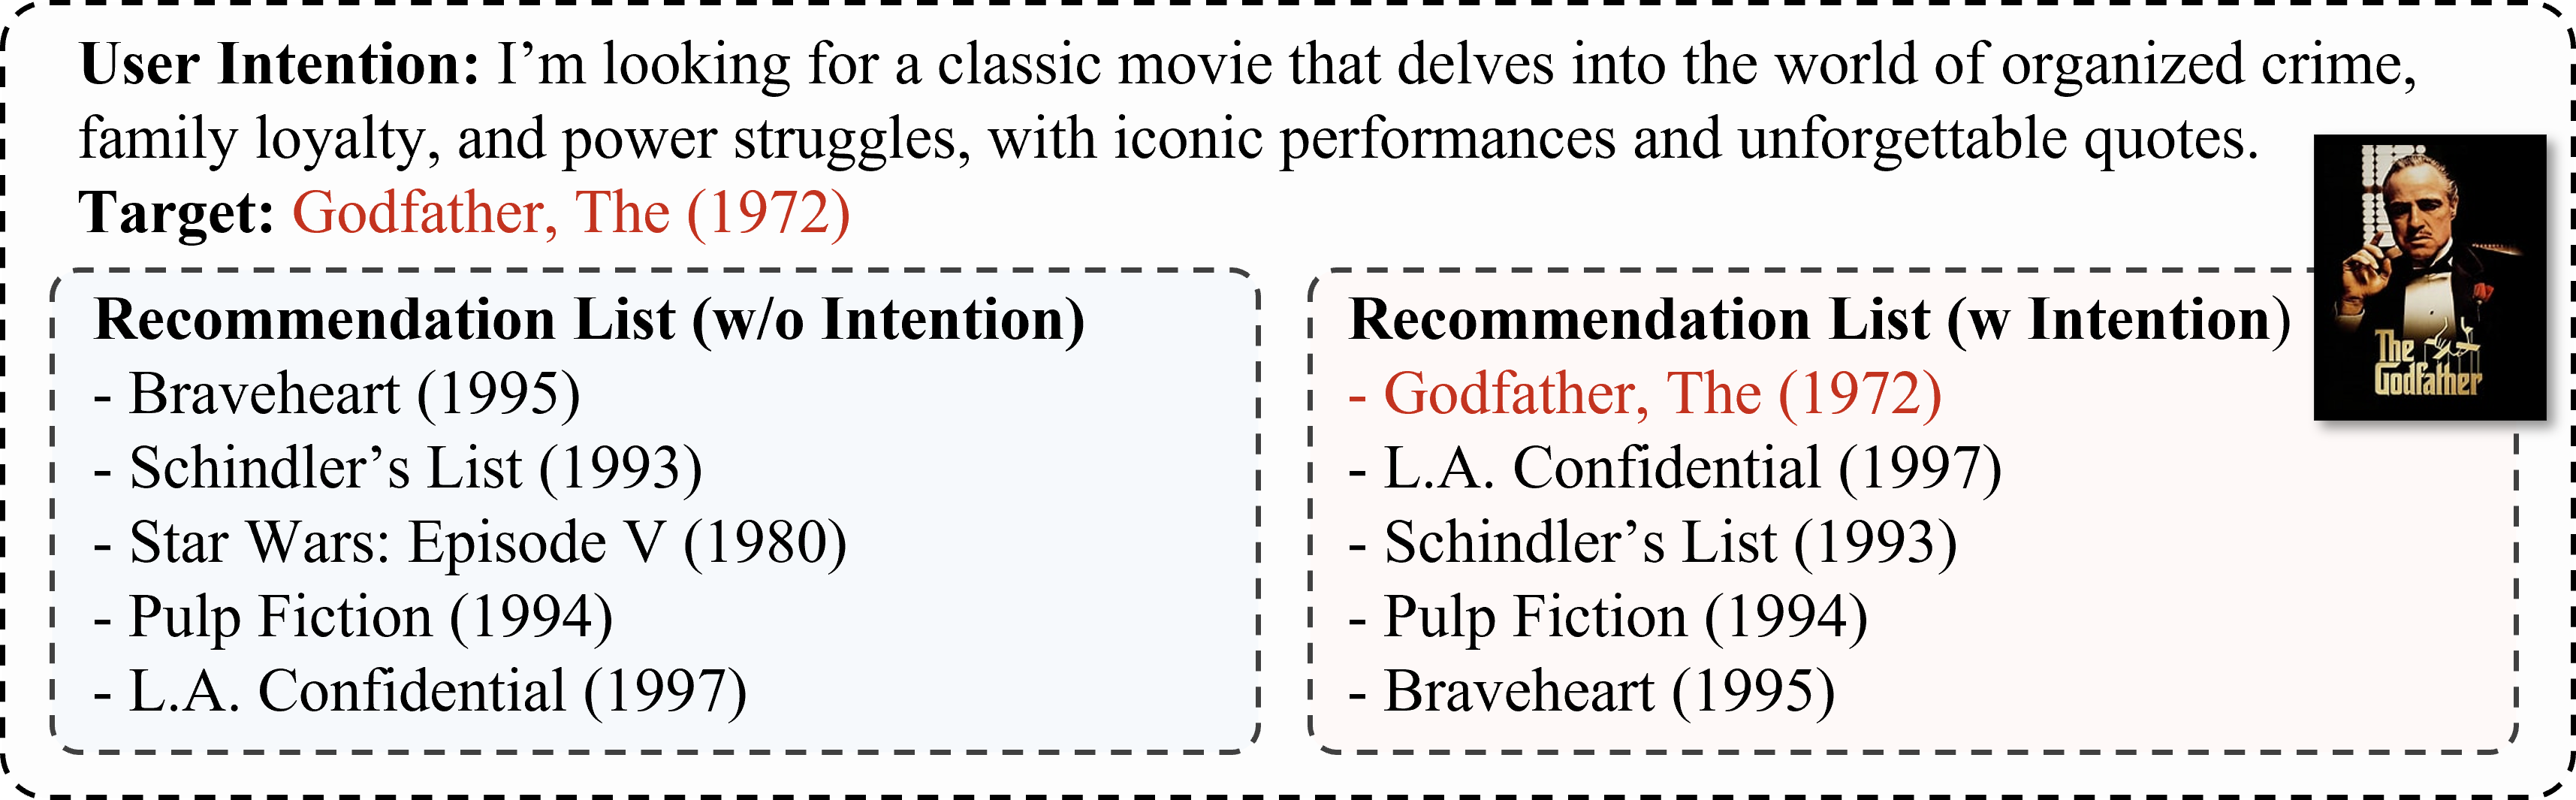 User Intention: I’m looking for a classic movie that delves into the world of organized crime,
family loyalty, and power struggles, with iconic performances and unforgettable quotes.
Target: Godfather, The (1972)
Recommendation List (w/o Intention)
- Braveheart (1995)
- Schindler’s List (1993)
- Star Wars: Episode V (1980)
- Pulp Fiction (1994)
- L.A. Confidential (1997)
Recommendation List (w Intention)
- Godfather, The (1972)
- L.A. Confidential (1997)
- Schindler’s List (1993)
- Pulp Fiction (1994)
- Braveheart (1995)
The
Godfather